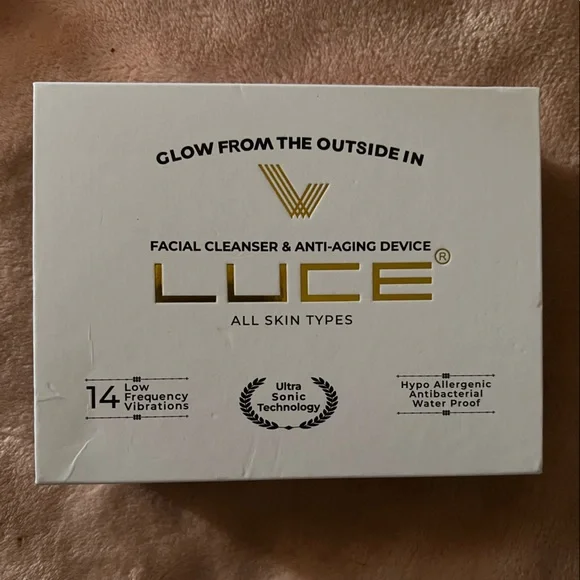 GLOW FROM THE OUTSIDE IN
FACIAL CLEANSER & ANTI-AGING DEVICE
LUCE®
ALL SKIN TYPES
14 Low
Frequency
Vibrations
Ultra
Sonic
Technology
Hypo Allergenic
Antibacterial
Water Proof